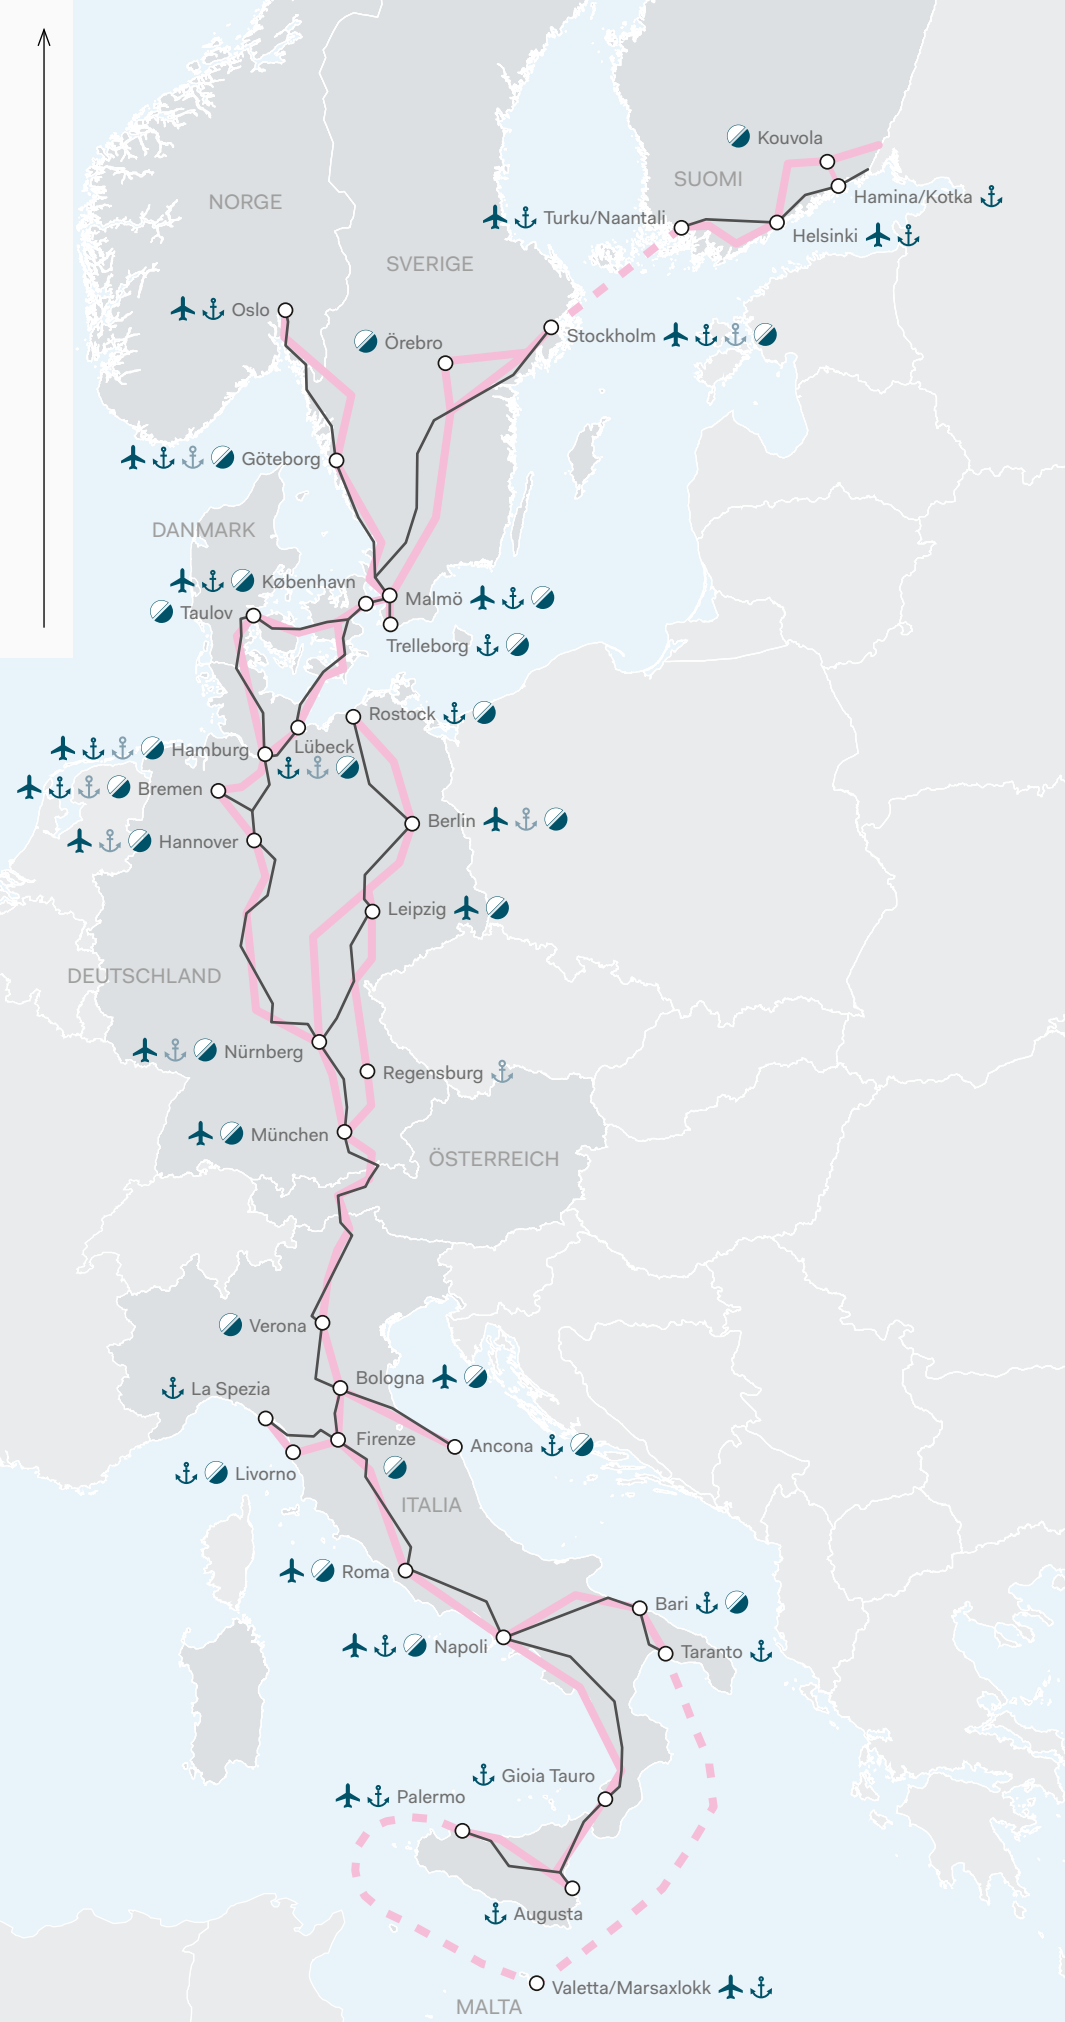 Kouvola
SUOMI
Hamina/Kotka
NORGE
Turku/Naantali
Helsinki
SVERIGE
Oslo
Stockholm
Örebro
Göteborg
DANMARK
København
Malmö
Taulov
Trelleborg
Rostock
Hamburg
Lübeck
Bremen
Berlin
Hannover
Leipzig
DEUTSCHLAND
Nürnberg
Regensburg
München
ÖSTERREICH
Verona
Bologna
La Spezia
Firenze
Ancona
Livorno
ITALIA
Roma
Bari
Napoli
Taranto
Gioia Tauro
Palermo
Augusta
Valetta/Marsaxlokk
MALTA